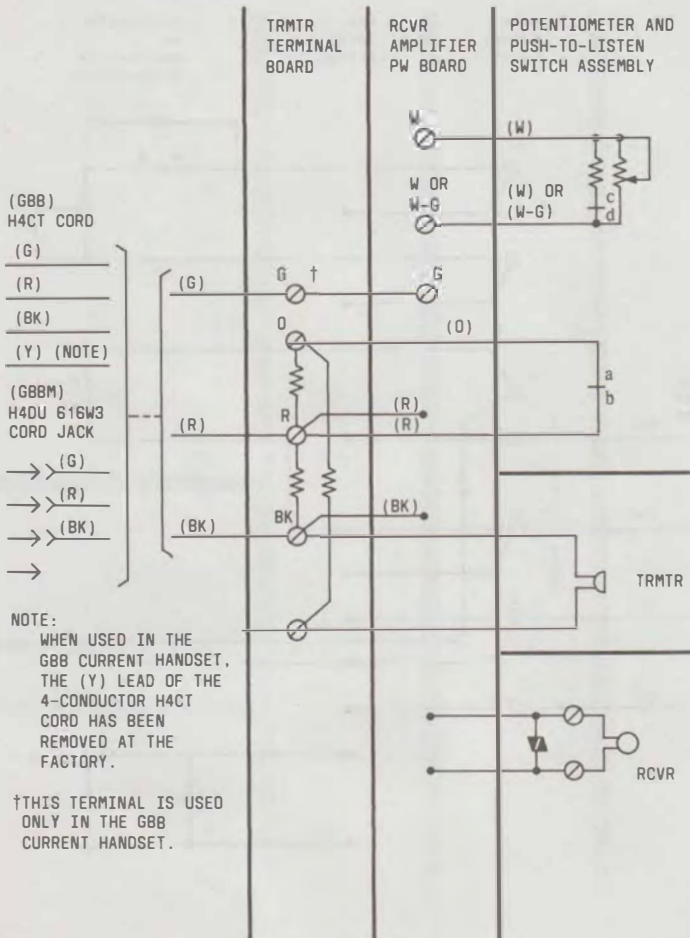 TRMTR
TERMINAL
BOARD
RCVR
AMPLIFIER
PW BOARD
POTENTIOMETER AND
PUSH-TO-LISTEN
SWITCH ASSEMBLY
W
(W)
W OR
W-G
(W) OR
(W-G)
c
d
(GBB)
H4CT CORD
(G)
(R)
(BK)
(Y) (NOTE)
(GBBM)
H4DU 616W3
CORD JACK
(G)
(R)
(BK)
(G)
G †
G
O
(O)
a
b
(R)
R
(R)
(R)
(BK)
BK
(BK)
TRMTR
RCVR
NOTE:
WHEN USED IN THE
GBB CURRENT HANDSET,
THE (Y) LEAD OF THE
4-CONDUCTOR H4CT
CORD HAS BEEN
REMOVED AT THE
FACTORY.
†THIS TERMINAL IS USED
ONLY IN THE GBB
CURRENT HANDSET.